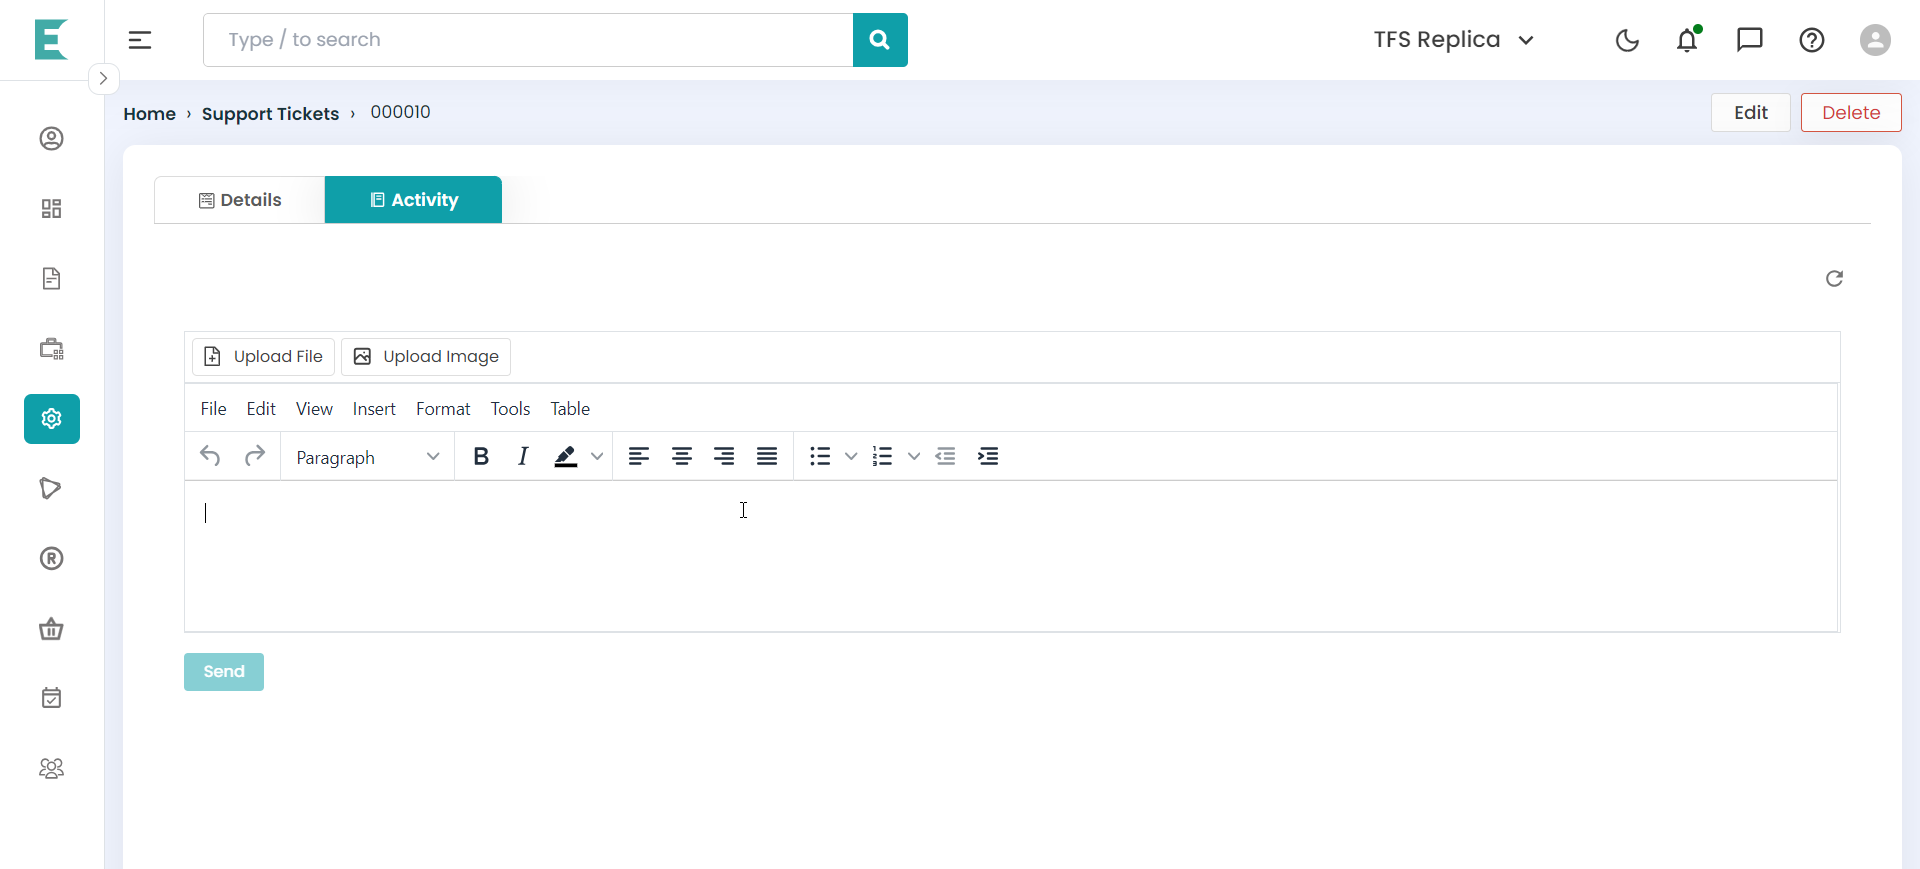 Type / to search
TFS Replica
Home › Support Tickets › 000010
Edit
Delete
Details
Activity
Upload File
Upload Image
File Edit View Insert Format Tools Table
Paragraph
B I
Send